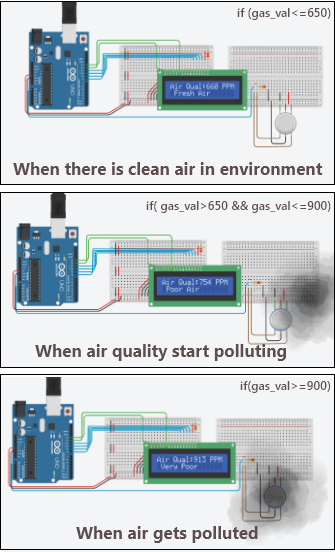 if (gas_val<=650)
Air Qual:660 PPM
Fresh Air
When there is clean air in environment
if( gas_val>650 && gas_val<=900)
Air Qual:754 PPM
Poor Air
When air quality start polluting
if(gas_val>=900)
Air Qual:913 PPM
Very Poor
When air gets polluted